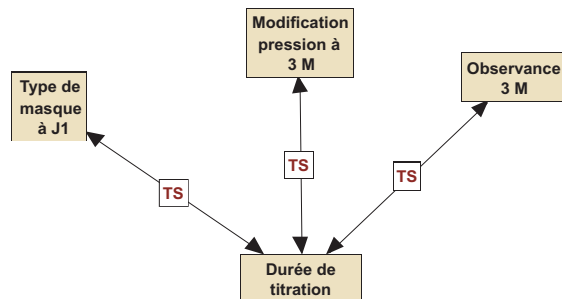 Modification
pression à
3 M
Type de
masque
à J1
Observance
3 M
TS
TS
TS
Durée de
titration